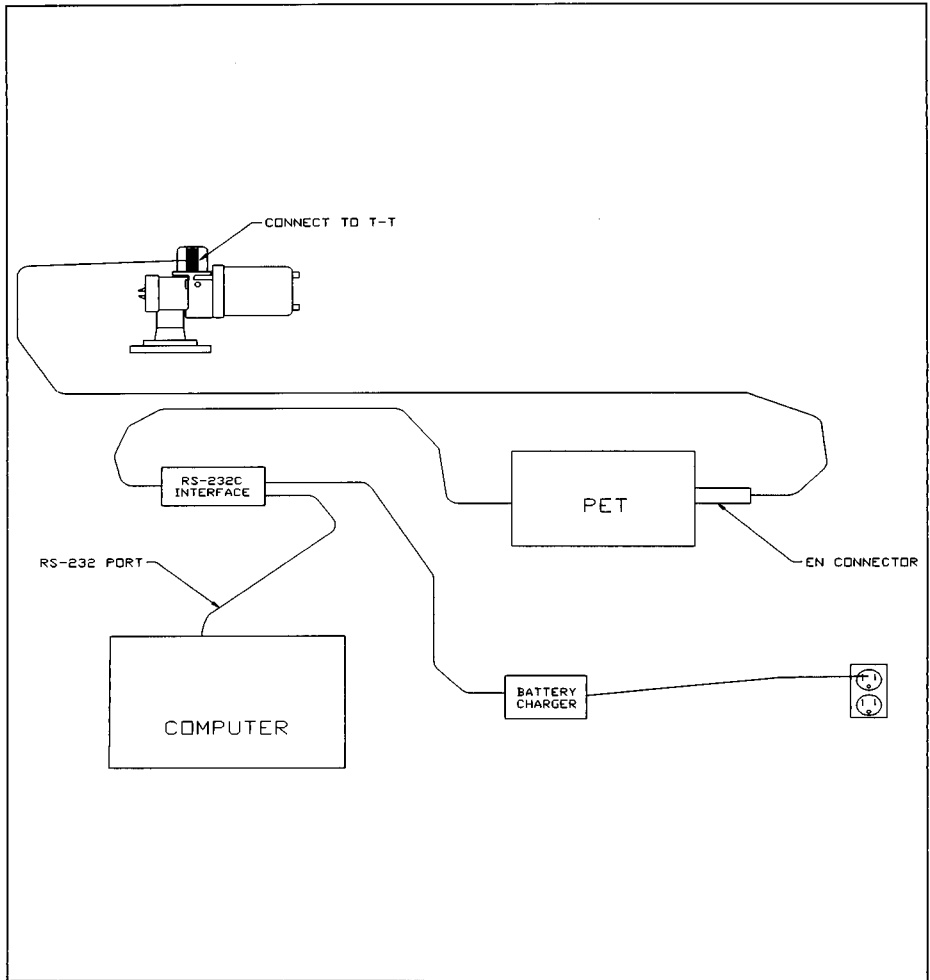 CONNECT TO T-T
RS-232C
INTERFACE
PET
RS-232 PORT
EN CONNECTOR
BATTERY
CHARGER
COMPUTER